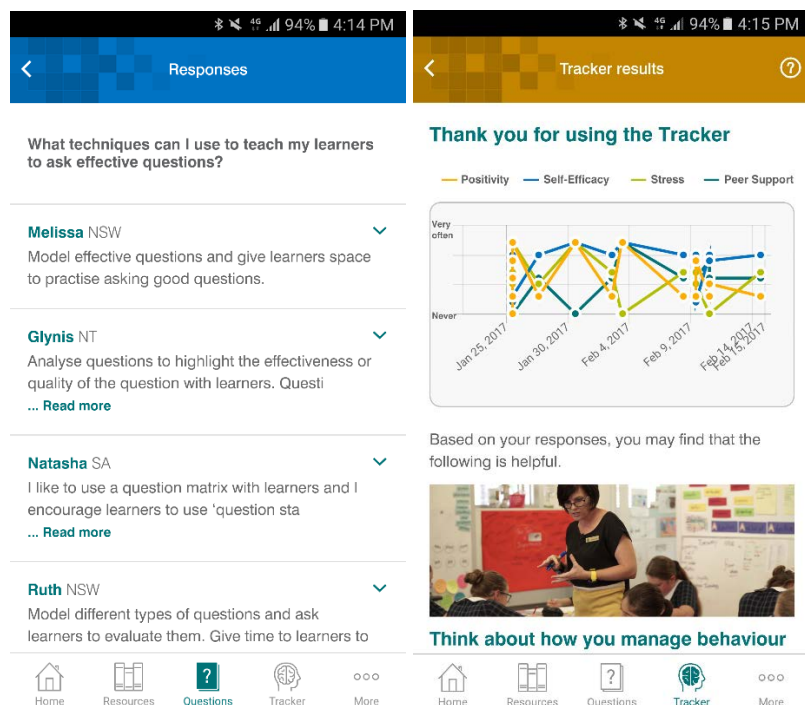 4G 94% 4:14 PM
Responses
What techniques can I use to teach my learners
to ask effective questions?
Melissa NSW
Model effective questions and give learners space
to practise asking good questions.
Glynis NT
Analyse questions to highlight the effectiveness or
quality of the question with learners. Questi
... Read more
Natasha SA
I like to use a question matrix with learners and I
encourage learners to use ‘question sta
... Read more
Ruth NSW
Model different types of questions and ask
learners to evaluate them. Give time to learners to
?
Home Resources Questions Tracker More
4G 94% 4:15 PM
Tracker results ?
Thank you for using the Tracker
Positivity Self-Efficacy Stress Peer Support
Very
often
Never
Jan 25, 2017
Jan 30, 2017
Feb 4, 2017
Feb 9, 2017
Feb 14, 2017
Feb 15, 2017
Based on your responses, you may find that the
following is helpful.
Think about how you manage behaviour
?
Home Resources Questions Tracker More